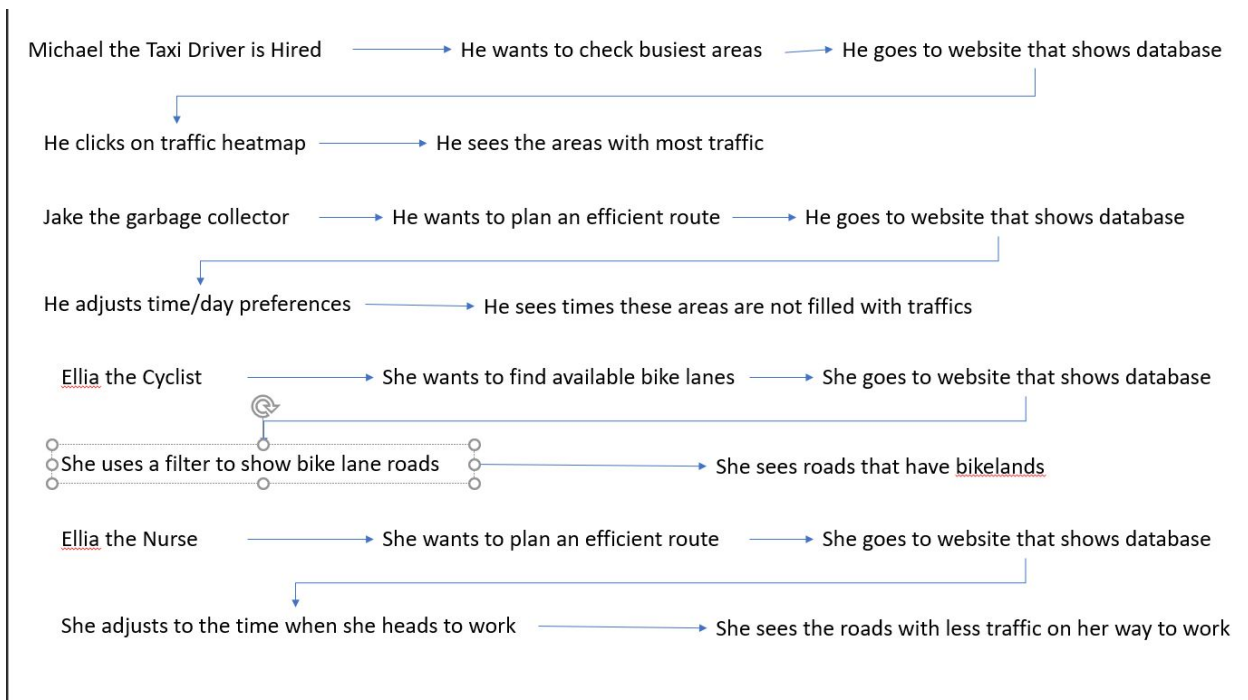 Michael the Taxi Driver is Hired He wants to check busiest areas He goes to website that shows database
He clicks on traffic heatmap He sees the areas with most traffic
Jake the garbage collector He wants to plan an efficient route He goes to website that shows database
He adjusts time/day preferences He sees times these areas are not filled with traffics
Ellia the Cyclist She wants to find available bike lanes She goes to website that shows database
She uses a filter to show bike lane roads She sees roads that have bikelands
Ellia the Nurse She wants to plan an efficient route She goes to website that shows database
She adjusts to the time when she heads to work She sees the roads with less traffic on her way to work